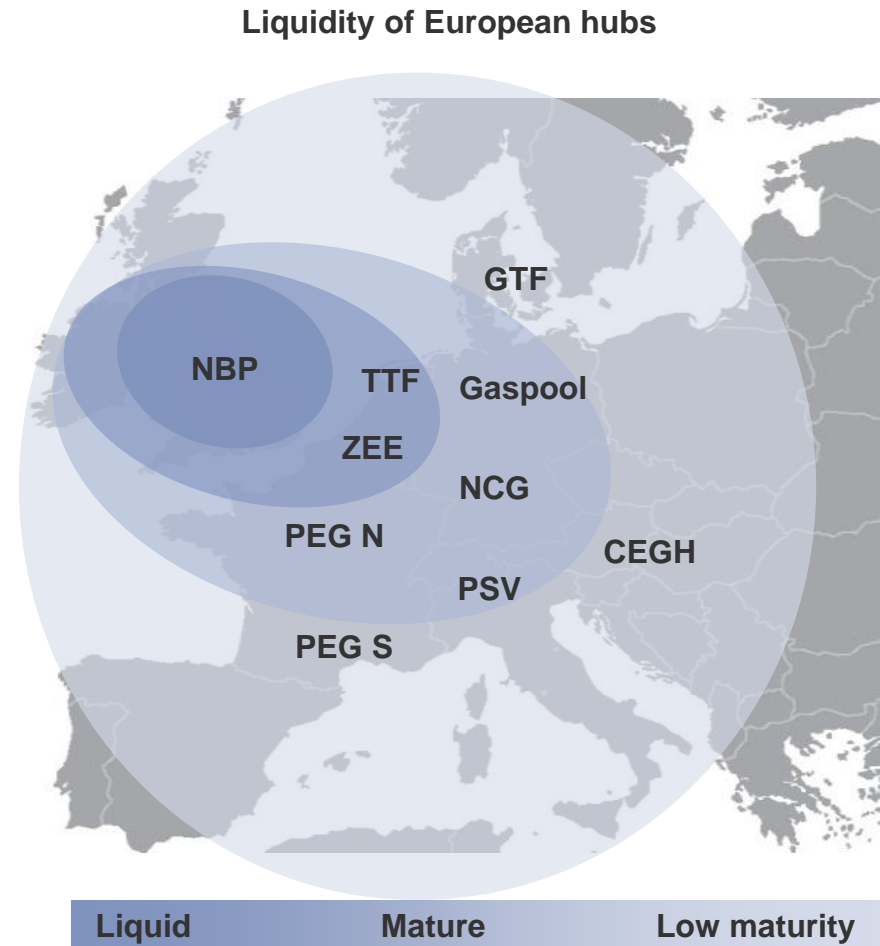 Liquidity of European hubs
GTF
NBP
TTF
Gaspool
ZEE
NCG
PEG N
CEGH
PSV
PEG S
Liquid Mature Low maturity